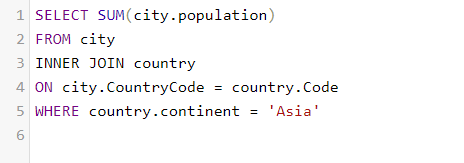 1 SELECT SUM(city.population)
2 FROM city
3 INNER JOIN country
4 ON city.CountryCode = country.Code
5 WHERE country.continent = 'Asia'
6